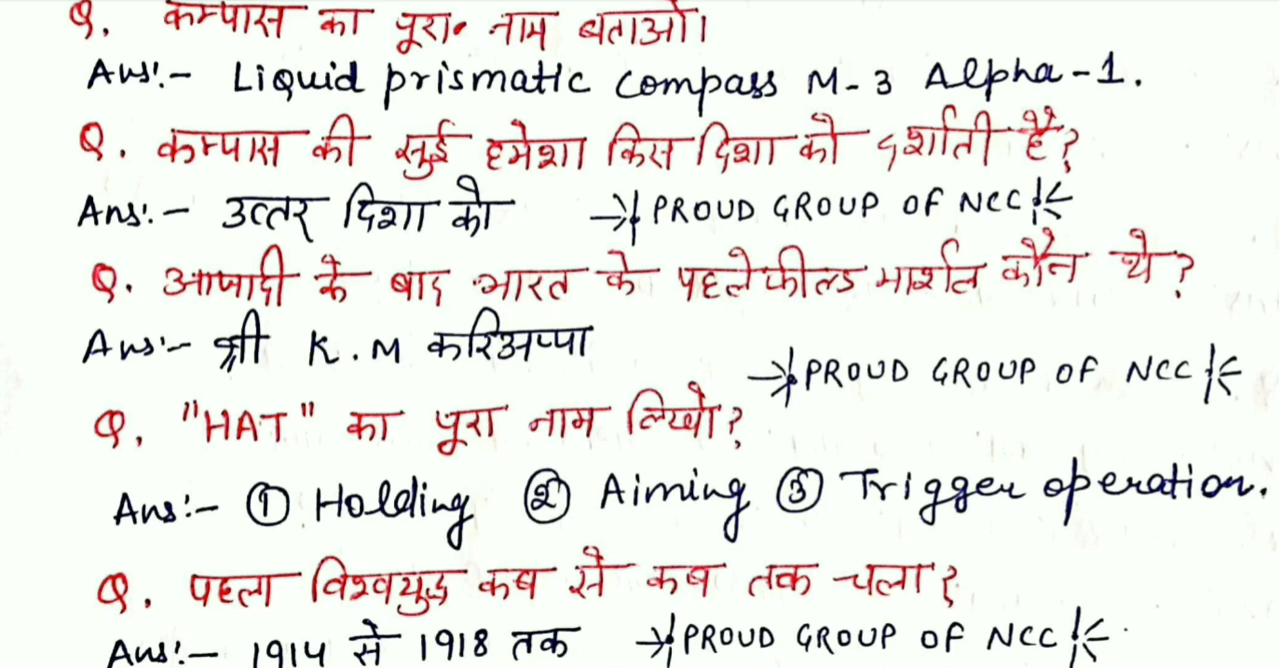 Q. कम्पास का पूरा नाम बताओ।
Ans:- Liquid prismatic compass M-3 Alpha-1.
Q. कम्पास की सुई हमेशा किस दिशा को दर्शाती है?
Ans:- उत्तर दिशा को → PROUD GROUP OF NCC ←
Q. आजादी के बाद भारत के पहले फील्ड मार्शल कौन थे?
Ans:- श्री K.M करिअप्पा
→ PROUD GROUP OF NCC ←
Q. "HAT" का पूरा नाम लिखो?
Ans:- ① Holding ② Aiming ③ Trigger operation.
Q. पहला विश्वयुद्ध कब से कब तक चला?
Ans:- 1914 से 1918 तक → PROUD GROUP OF NCC ←